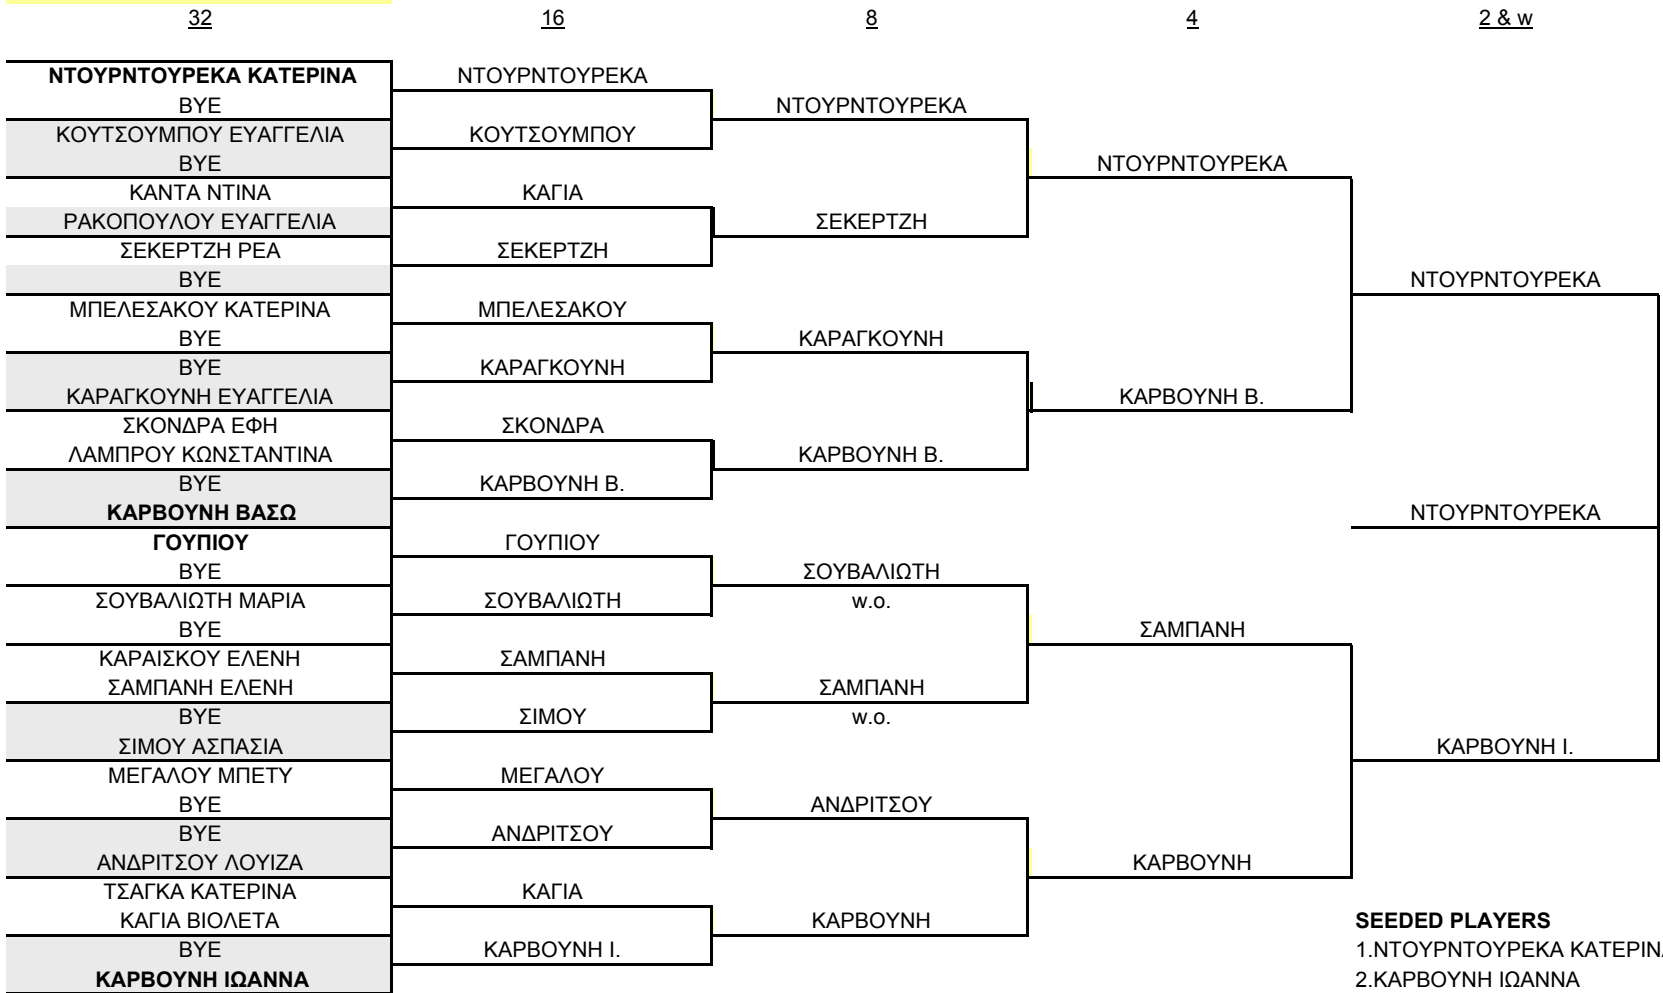 32 16 8 4 2 & w
ΝΤΟΥΡΝΤΟΥΡΕΚΑ ΚΑΤΕΡΙΝΑ ΝΤΟΥΡΝΤΟΥΡΕΚΑ
BYE ΝΤΟΥΡΝΤΟΥΡΕΚΑ
ΚΟΥΤΣΟΥΜΠΟΥ ΕΥΑΓΓΕΛΙΑ ΚΟΥΤΣΟΥΜΠΟΥ
BYE ΝΤΟΥΡΝΤΟΥΡΕΚΑ
ΚΑΝΤΑ ΝΤΙΝΑ ΚΑΓΙΑ
ΡΑΚΟΠΟΥΛΟΥ ΕΥΑΓΓΕΛΙΑ ΣΕΚΕΡΤΖΗ
ΣΕΚΕΡΤΖΗ ΡΕΑ ΣΕΚΕΡΤΖΗ
BYE ΝΤΟΥΡΝΤΟΥΡΕΚΑ
ΜΠΕΛΕΣΑΚΟΥ ΚΑΤΕΡΙΝΑ ΜΠΕΛΕΣΑΚΟΥ
BYE ΚΑΡΑΓΚΟΥΝΗ
BYE ΚΑΡΑΓΚΟΥΝΗ
ΚΑΡΑΓΚΟΥΝΗ ΕΥΑΓΓΕΛΙΑ ΚΑΡΒΟΥΝΗ Β.
ΣΚΟΝΔΡΑ ΕΦΗ ΣΚΟΝΔΡΑ
ΛΑΜΠΡΟΥ ΚΩΝΣΤΑΝΤΙΝΑ ΚΑΡΒΟΥΝΗ Β.
BYE ΚΑΡΒΟΥΝΗ Β.
ΚΑΡΒΟΥΝΗ ΒΑΣΩ ΝΤΟΥΡΝΤΟΥΡΕΚΑ
ΓΟΥΠΙΟΥ ΓΟΥΠΙΟΥ
BYE ΣΟΥΒΑΛΙΩΤΗ
ΣΟΥΒΑΛΙΩΤΗ ΜΑΡΙΑ ΣΟΥΒΑΛΙΩΤΗ w.o.
BYE ΣΑΜΠΑΝΗ
ΚΑΡΑΙΣΚΟΥ ΕΛΕΝΗ ΣΑΜΠΑΝΗ
ΣΑΜΠΑΝΗ ΕΛΕΝΗ ΣΑΜΠΑΝΗ
BYE ΣΙΜΟΥ w.o.
ΣΙΜΟΥ ΑΣΠΑΣΙΑ ΚΑΡΒΟΥΝΗ Ι.
ΜΕΓΑΛΟΥ ΜΠΕΤΥ ΜΕΓΑΛΟΥ
BYE ΑΝΔΡΙΤΣΟΥ
BYE ΑΝΔΡΙΤΣΟΥ
ΑΝΔΡΙΤΣΟΥ ΛΟΥΙΖΑ ΚΑΡΒΟΥΝΗ
ΤΣΑΓΚΑ ΚΑΤΕΡΙΝΑ ΚΑΓΙΑ
ΚΑΓΙΑ ΒΙΟΛΕΤΑ ΚΑΡΒΟΥΝΗ SEEDED PLAYERS
BYE ΚΑΡΒΟΥΝΗ Ι. 1.ΝΤΟΥΡΝΤΟΥΡΕΚΑ ΚΑΤΕΡΙΝΑ
ΚΑΡΒΟΥΝΗ ΙΩΑΝΝΑ 2.ΚΑΡΒΟΥΝΗ ΙΩΑΝΝΑ